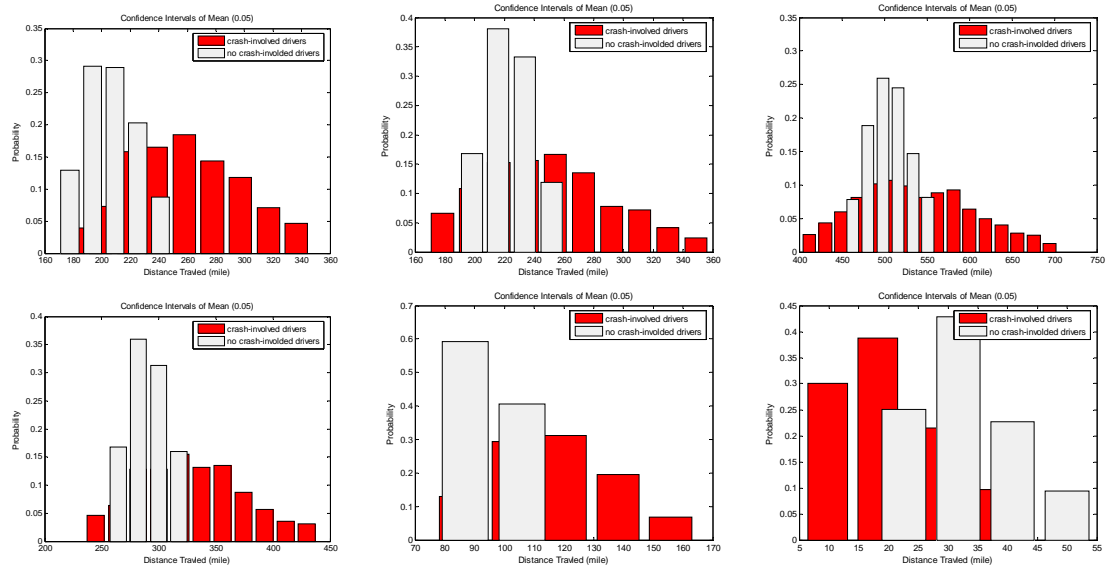 Confidence Intervals of Mean (0.05)
0.35
0.3
0.25
0.2
0.15
0.1
0.05
0
Probability
crash-involved drivers
no crash-involded drivers
160 180 200 220 240 260 280 300 320 340 360
Distance Travled (mile)
Confidence Intervals of Mean (0.05)
0.4
0.35
0.3
0.25
0.2
0.15
0.1
0.05
0
Probability
crash-involved drivers
no crash-involded drivers
160 180 200 220 240 260 280 300 320 340 360
Distance Travled (mile)
Confidence Intervals of Mean (0.05)
0.35
0.3
0.25
0.2
0.15
0.1
0.05
0
Probability
crash-involved drivers
no crash-involded drivers
400 450 500 550 600 650 700 750
Distance Travled (mile)
Confidence Intervals of Mean (0.05)
0.4
0.35
0.3
0.25
0.2
0.15
0.1
0.05
0
Probability
crash-involved drivers
no crash-involded drivers
200 250 300 350 400 450
Distance Travled (mile)
Confidence Intervals of Mean (0.05)
0.7
0.6
0.5
0.4
0.3
0.2
0.1
0
Probability
crash-involved drivers
no crash-involded drivers
70 80 90 100 110 120 130 140 150 160 170
Distance Travled (mile)
Confidence Intervals of Mean (0.05)
0.45
0.4
0.35
0.3
0.25
0.2
0.15
0.1
0.05
0
Probability
crash-involved drivers
no crash-involded drivers
5 10 15 20 25 30 35 40 45 50 55
Distance Travled (mile)